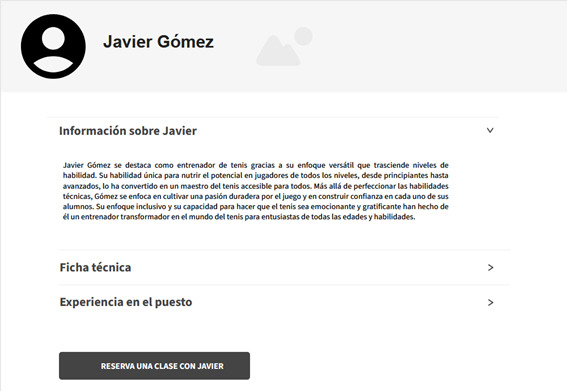 Javier Gómez
Información sobre Javier
Javier Gómez se destaca como entrenador de tenis gracias a su enfoque versátil que trasciende niveles de
habilidad. Su habilidad única para nutrir el potencial en jugadores de todos los niveles, desde principiantes hasta
avanzados, lo ha convertido en un maestro del tenis accesible para todos. Más allá de perfeccionar las habilidades
técnicas, Gómez se enfoca en cultivar una pasión duradera por el juego y en construir confianza en cada uno de sus
alumnos. Su enfoque inclusivo y su capacidad para hacer que el tenis sea emocionante y gratificante han hecho de
él un entrenador transformador en el mundo del tenis para entusiastas de todas las edades y habilidades.
Ficha técnica
Experiencia en el puesto
RESERVA UNA CLASE CON JAVIER